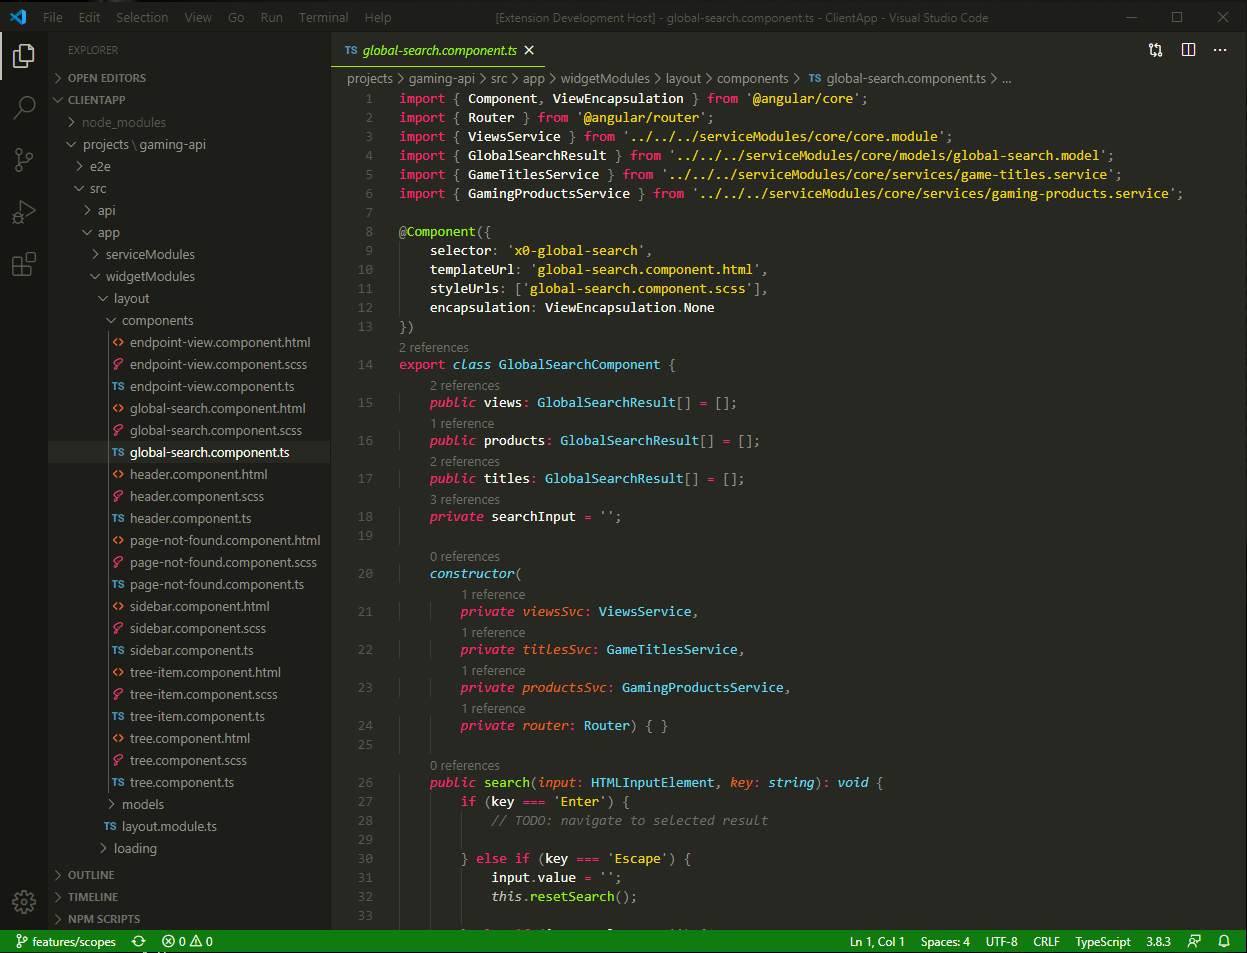 File Edit Selection View Go Run Terminal Help [Extension Development Host] - global-search.component.ts - ClientApp - Visual Studio Code
EXPLORER
OPEN EDITORS
CLIENTAPP
node_modules
projects \ gaming-api
e2e
src
api
app
serviceModules
widgetModules
layout
components
endpoint-view.component.html
endpoint-view.component.scss
TS endpoint-view.component.ts
global-search.component.html
global-search.component.scss
TS global-search.component.ts
header.component.html
header.component.scss
TS header.component.ts
page-not-found.component.html
page-not-found.component.scss
TS page-not-found.component.ts
sidebar.component.html
sidebar.component.scss
TS sidebar.component.ts
tree-item.component.html
tree-item.component.scss
TS tree-item.component.ts
tree.component.html
tree.component.scss
TS tree.component.ts
models
TS layout.module.ts
loading
OUTLINE
TIMELINE
NPM SCRIPTS
TS global-search.component.ts
projects > gaming-api > src > app > widgetModules > layout > components > TS global-search.component.ts > ...
1 import { Component, ViewEncapsulation } from '@angular/core';
2 import { Router } from '@angular/router';
3 import { ViewsService } from '../../../serviceModules/core/core.module';
4 import { GlobalSearchResult } from '../../../serviceModules/core/models/global-search.model';
5 import { GameTitlesService } from '../../../serviceModules/core/services/game-titles.service';
6 import { GamingProductsService } from '../../../serviceModules/core/services/gaming-products.service';
7
8 @Component({
9 selector: 'x0-global-search',
10 templateUrl: 'global-search.component.html',
11 styleUrls: ['global-search.component.scss'],
12 encapsulation: ViewEncapsulation.None
13 })
2 references
14 export class GlobalSearchComponent {
2 references
15 public views: GlobalSearchResult[] = [];
1 reference
16 public products: GlobalSearchResult[] = [];
2 references
17 public titles: GlobalSearchResult[] = [];
3 references
18 private searchInput = '';
19
0 references
20 constructor(
1 reference
21 private viewsSvc: ViewsService,
1 reference
22 private titlesSvc: GameTitlesService,
1 reference
23 private productsSvc: GamingProductsService,
1 reference
24 private router: Router) { }
25
0 references
26 public search(input: HTMLInputElement, key: string): void {
27 if (key === 'Enter') {
28 // TODO: navigate to selected result
29
30 } else if (key === 'Escape') {
31 input.value = '';
32 this.resetSearch();
33
features/scopes 0 0 Ln 1, Col 1 Spaces: 4 UTF-8 CRLF TypeScript 3.8.3